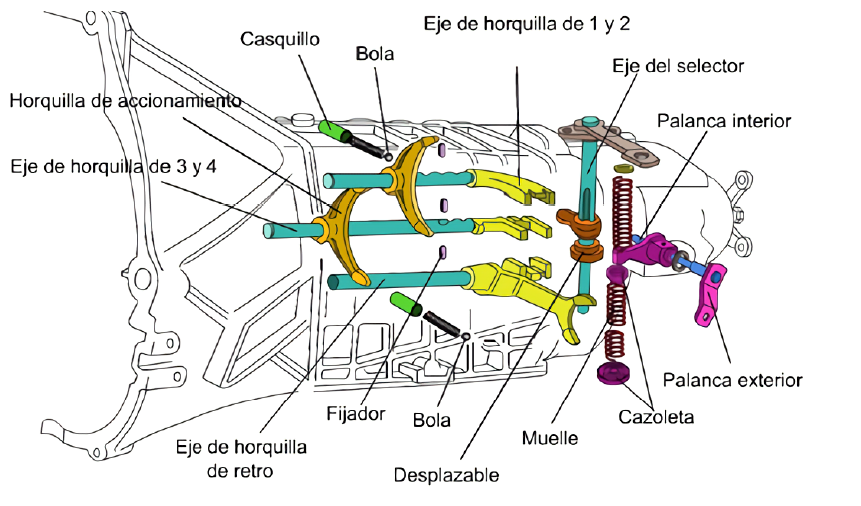 Eje de horquilla de 1 y 2
Casquillo
Bola
Eje del selector
Horquilla de accionamiento
Palanca interior
Eje de horquilla de 3 y 4
Palanca exterior
Fijador
Bola
Cazoleta
Muelle
Eje de horquilla
de retro
Desplazable